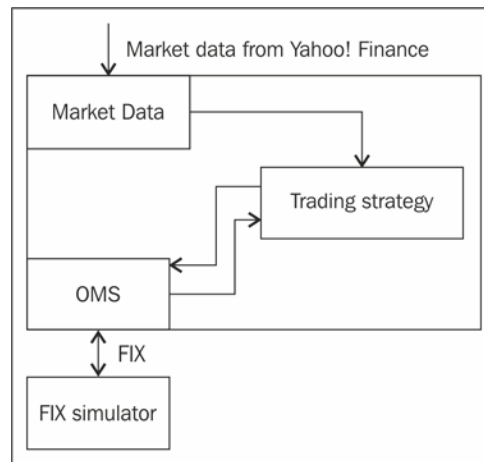 Market data from Yahoo! Finance
Market Data
Trading strategy
OMS
FIX
FIX simulator